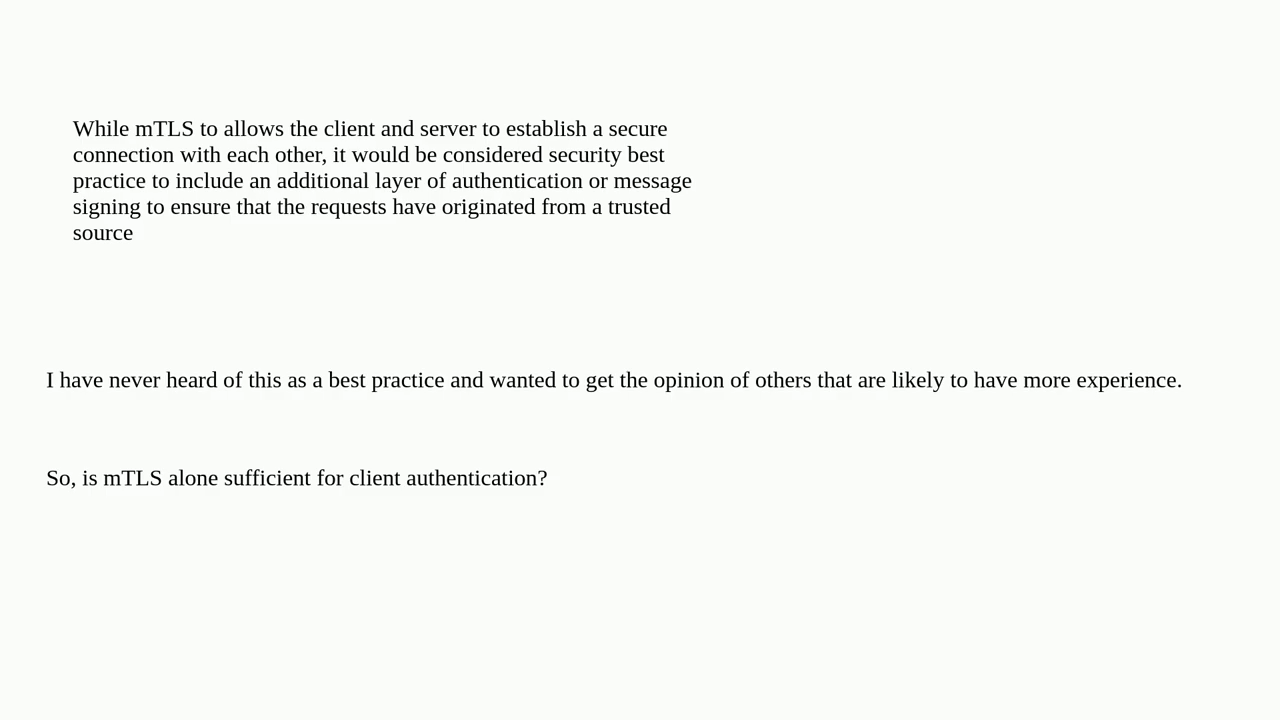 While mTLS to allows the client and server to establish a secure
connection with each other, it would be considered security best
practice to include an additional layer of authentication or message
signing to ensure that the requests have originated from a trusted
source
I have never heard of this as a best practice and wanted to get the opinion of others that are likely to have more experience.
So, is mTLS alone sufficient for client authentication?